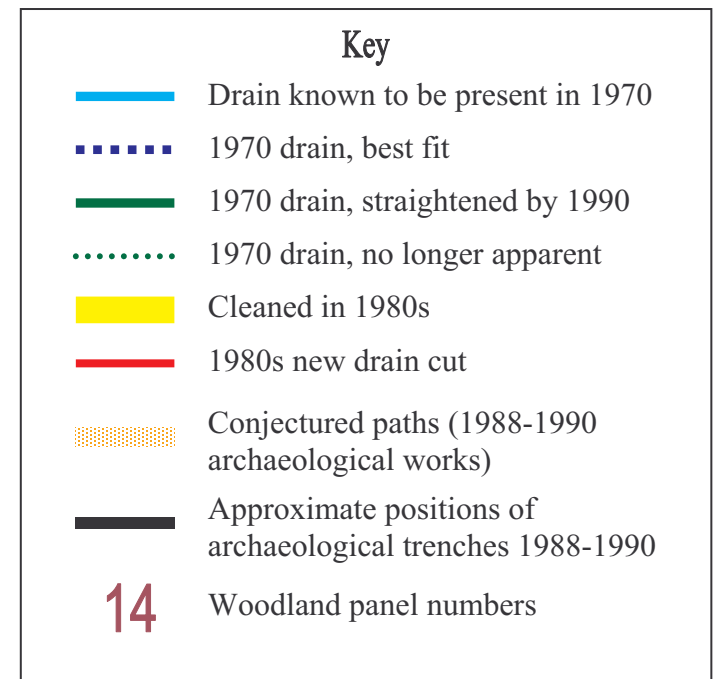 Key
Drain known to be present in 1970
1970 drain, best fit
1970 drain, straightened by 1990
1970 drain, no longer apparent
Cleaned in 1980s
1980s new drain cut
Conjectured paths (1988-1990
archaeological works)
Approximate positions of
archaeological trenches 1988-1990
14 Woodland panel numbers